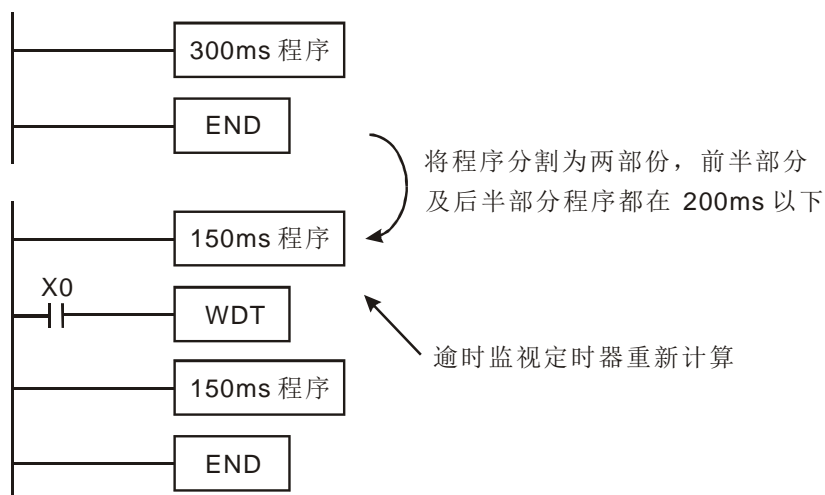 300ms 程序
END
将程序分割为两部份，前半部分
及后半部分程序都在 200ms 以下
150ms 程序
X0
WDT
逾时监视定时器重新计算
150ms 程序
END